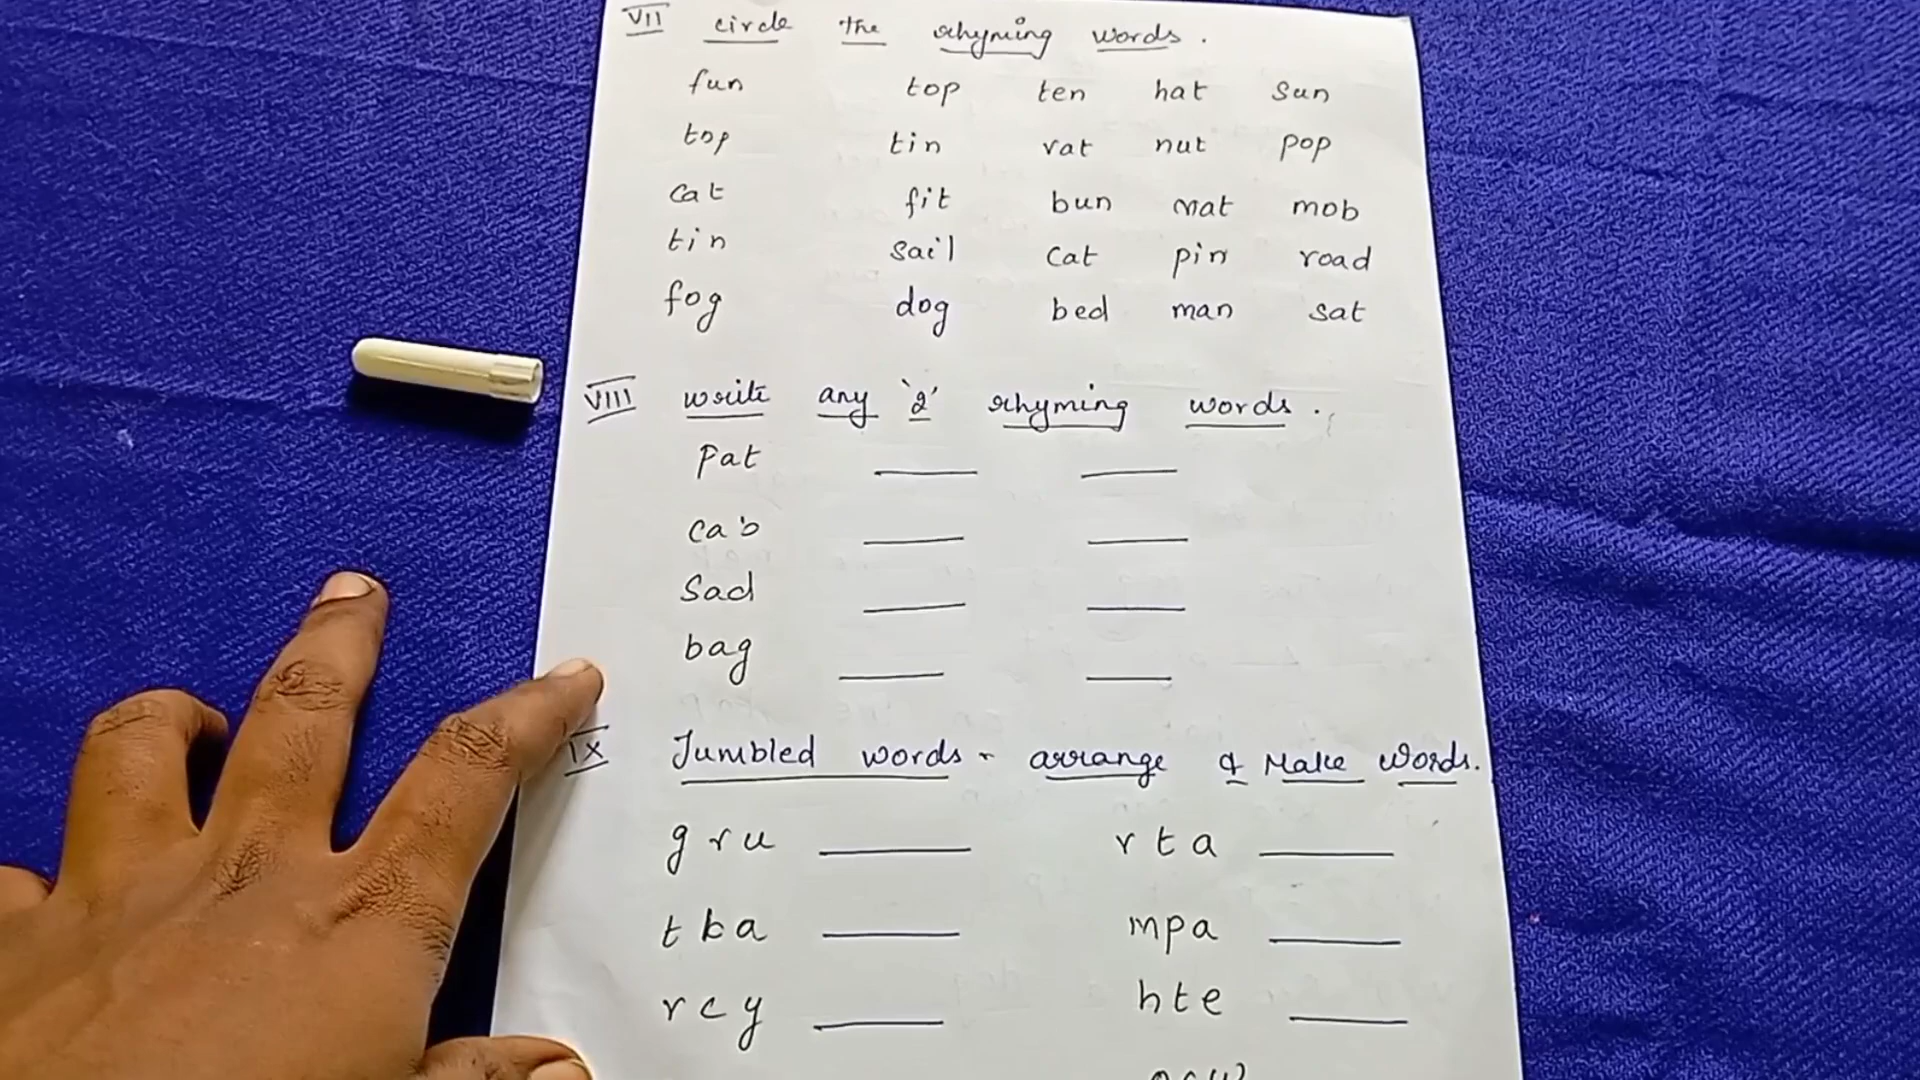 VII circle the rhyming words.
fun top ten hat sun
top tin rat nut pop
cat fit bun mat mob
tin sail cat pin road
fog dog bed man sat
VIII write any '2' rhyming words.
Pat
cab
Sad
bag
IX Jumbled words - arrange & Make words.
g r u r t a
t b a m p a
r c y h t e